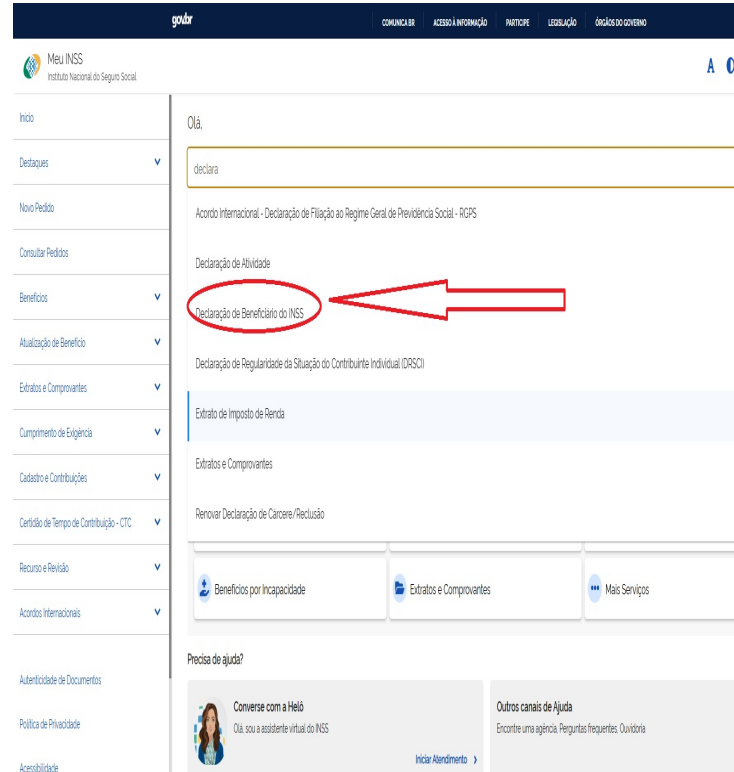 gov.br
COMUNICA BR ACESSO À INFORMAÇÃO PARTICIPE LEGISLAÇÃO ÓRGÃOS DO GOVERNO
Meu INSS
Instituto Nacional do Seguro Social
A
Início
Destaques
Novo Pedido
Consultar Pedidos
Benefícios
Atualização de Benefício
Extratos e Comprovantes
Cumprimento de Exigência
Cadastro e Contribuições
Certidão de Tempo de Contribuição - CTC
Recurso e Revisão
Acordos Internacionais
Autenticidade de Documentos
Política de Privacidade
Acessibilidade
Olá,
declara
Acordo Internacional - Declaração de Filiação ao Regime Geral de Previdência Social - RGPS
Declaração de Atividade
Declaração de Beneficiário do INSS
Declaração de Regularidade da Situação do Contribuinte Individual (DRSCI)
Extrato de Imposto de Renda
Extratos e Comprovantes
Renovar Declaração de Cárcere/Reclusão
Benefícios por Incapacidade
Extratos e Comprovantes
Mais Serviços
Precisa de ajuda?
Converse com a Helô
Olá, sou a assistente virtual do INSS
Iniciar Atendimento
Outros canais de Ajuda
Encontre uma agência, Perguntas frequentes, Ouvidoria